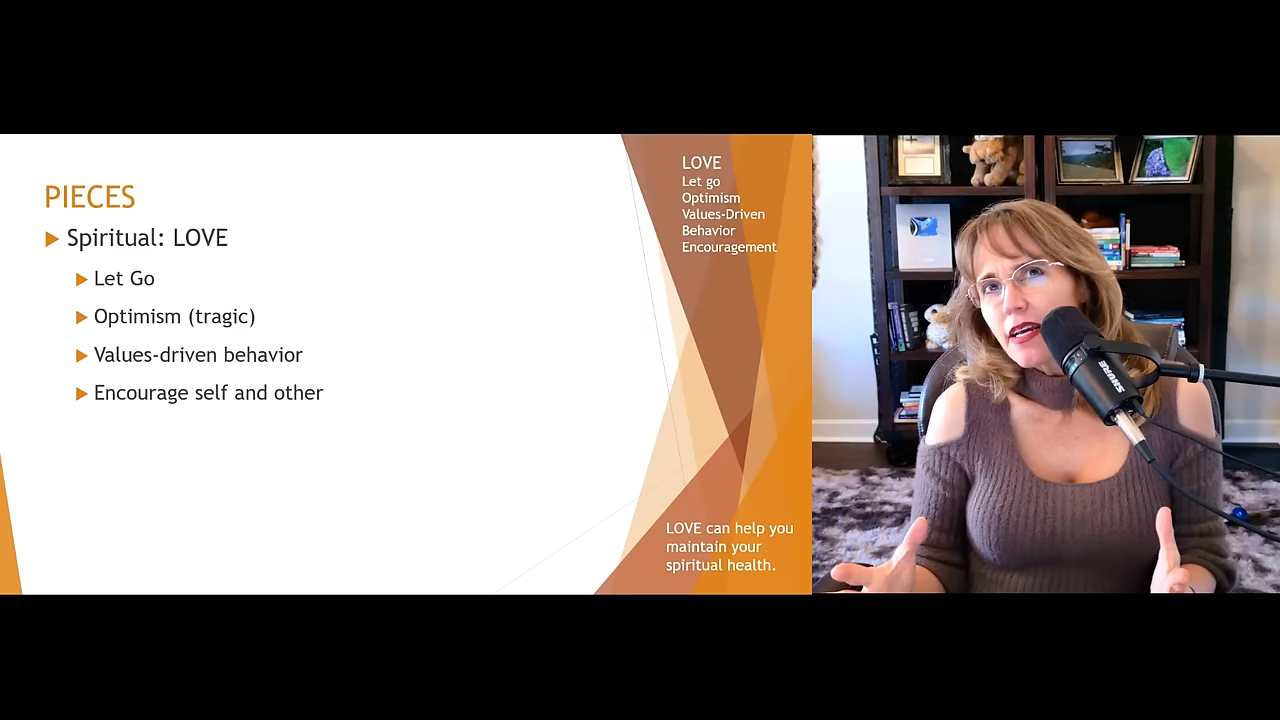 PIECES
Spiritual: LOVE
Let Go
Optimism (tragic)
Values-driven behavior
Encourage self and other
LOVE
Let go
Optimism
Values-Driven
Behavior
Encouragement
LOVE can help you
maintain your
spiritual health.
SHURE